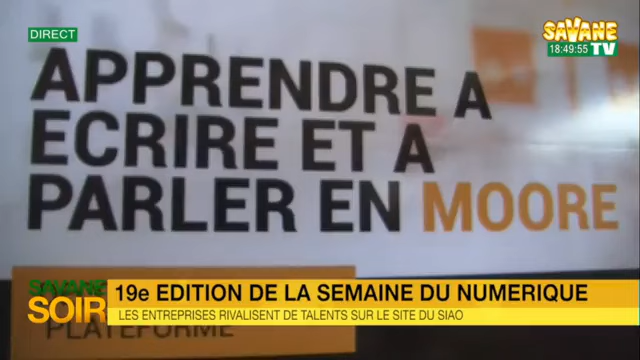 DIRECT
SAVANE
18:49:55 TV
APPRENDRE A
ECRIRE ET A
PARLER EN MOORE
SAVANE
SOIR
19e EDITION DE LA SEMAINE DU NUMERIQUE
LES ENTREPRISES RIVALISENT DE TALENTS SUR LE SITE DU SIAO
PLATEFORME